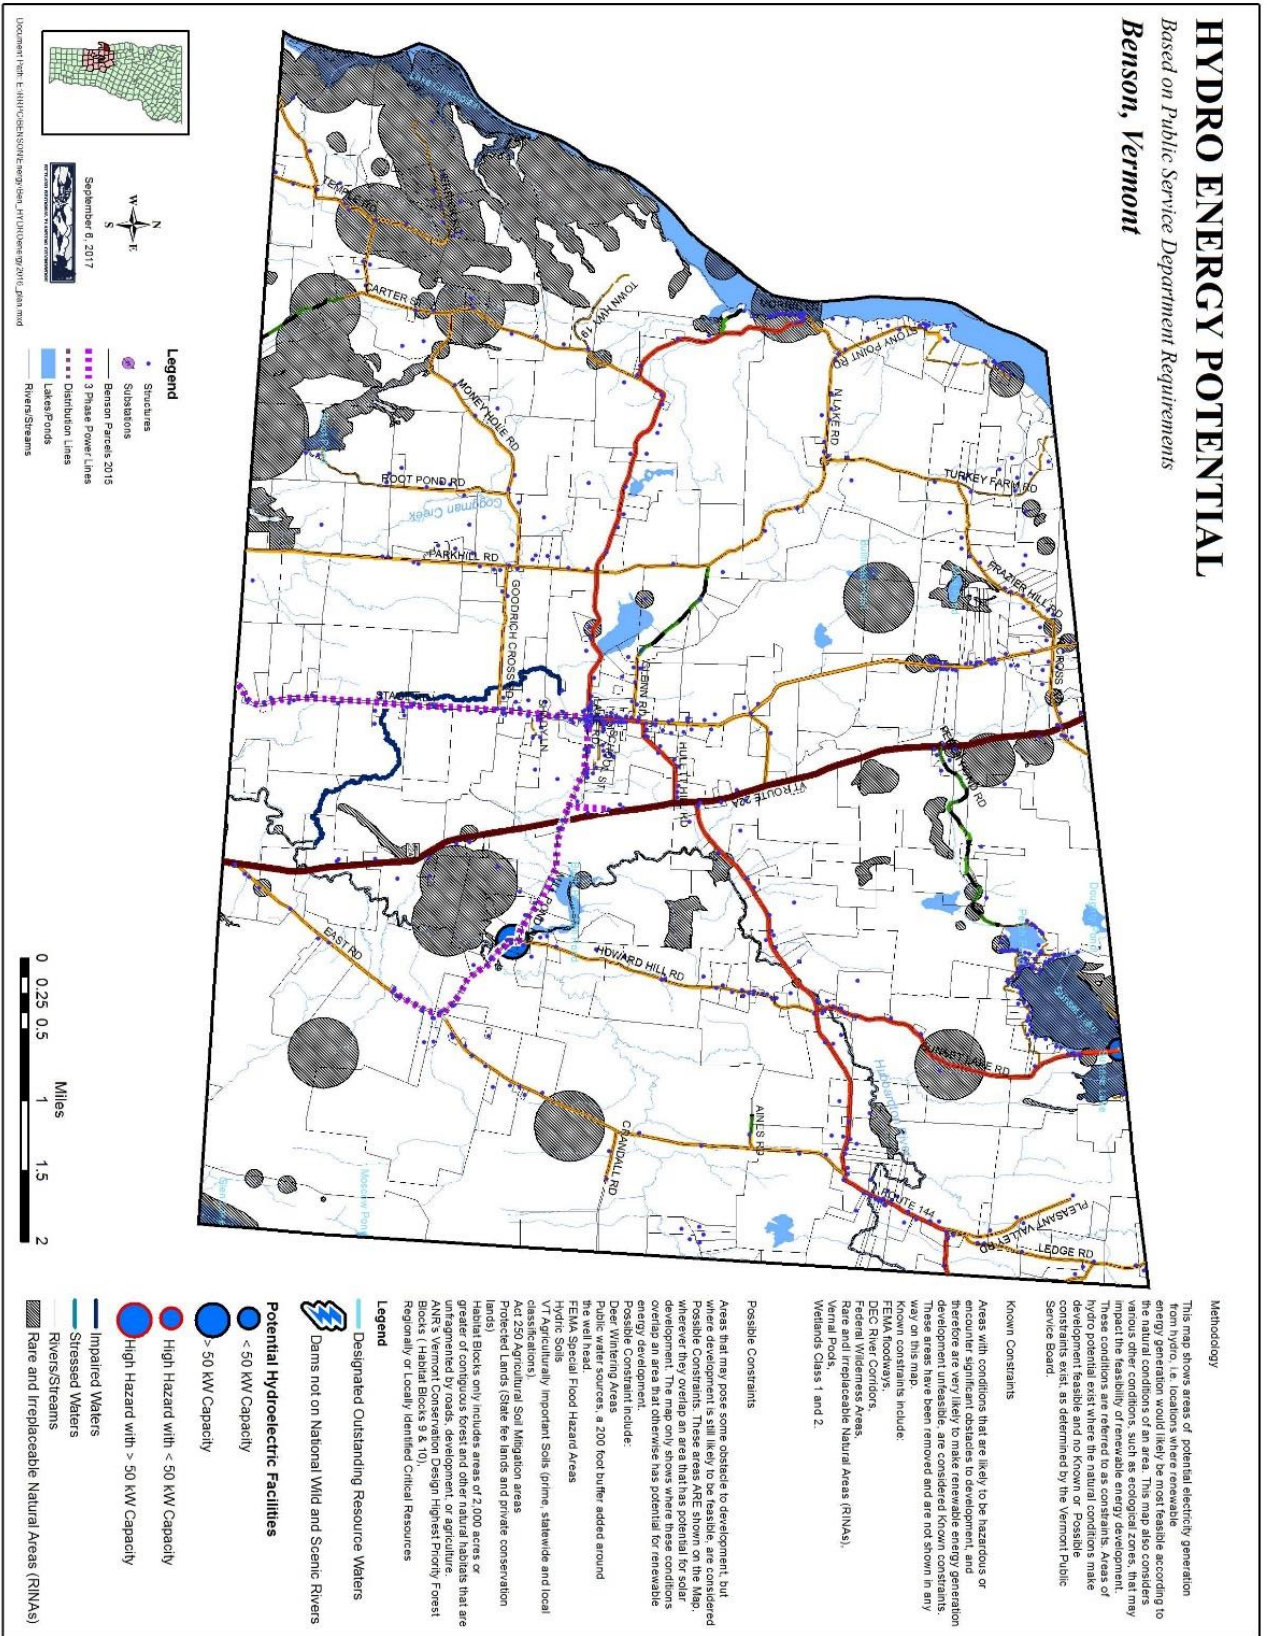 HYDRO ENERGY POTENTIAL
Based on Public Service Department Requirements
Benson, Vermont
Methodology
This map shows areas of potential electricity generation
from hydro, i.e. locations where renewable
energy generation would likely be most feasible according to
the natural conditions of an area. This map also considers
various other conditions, such as ecological zones, that may
impact the feasibility of renewable energy development.
These conditions are referred to as constraints. Areas of
hydro potential exist where the natural conditions make
development feasible and no Known or Possible
constraints exist, as determined by the Vermont Public
Service Board.
Known Constraints
Areas with conditions that are likely to be hazardous or
encounter significant obstacles to development, and
therefore are very likely to make renewable energy generation
development unfeasible, are considered Known constraints.
These areas have been removed and are not shown in any
way on this map.
Known constraints include:
FEMA floodways,
DEC River Corridors,
Federal Wilderness Areas,
Rare and Irreplaceable Natural Areas (RINAs),
Vernal Pools,
Wetlands Class 1 and 2.
Possible Constraints
Areas that may pose some obstacle to development, but
where development is still likely to be feasible, are considered
Possible Constraints. These areas ARE shown on the Map,
wherever they overlap an area that has potential for solar
development. The map only shows where these conditions
overlap an area that otherwise has potential for renewable
energy development.
Possible Constraint include:
Deer Wintering Areas
Public water sources, a 200 foot buffer added around
the well head.
FEMA Special Flood Hazard Areas
Hydric Soils
VT Agriculturally Important Soils (prime, statewide and local
classifications).
Act 250 Agricultural Soil Mitigation areas
Protected Lands (State fee lands and private conservation
lands)
Habitat Blocks only includes areas of 2,000 acres or
greater of contiguous forest and other natural habitats that are
unfragmented by roads, development, or agriculture.
ANR's Vermont Conservation Design Highest Priority Forest
Blocks ( Habitat Blocks 9 & 10),
Regionally or Locally Identified Critical Resources
Legend
Designated Outstanding Resource Waters
Dams not on National Wild and Scenic Rivers
Potential Hydroelectric Facilities
< 50 kW Capacity
> 50 kW Capacity
High Hazard with < 50 kW Capacity
High Hazard with > 50 kW Capacity
Impaired Waters
Stressed Waters
Rivers/Streams
Rare and Irreplaceable Natural Areas (RINAs)
STONY POINT RD
N LAKE RD
TURKEY FARM RD
FRAZIER HILL RD
TOWN HWY 19
CARTER ST
MONEY HOLE RD
ROOT POND RD
Coggman Creek
PARKHILL RD
GOODRICH CROSS RD
GLENN RD
HULETT HILL RD
VT ROUTE 22A
HOWARD HILL RD
EAST RD
SUNSET LAKE RD
Sunset Lake
Hubbardton River
AINLS RD
CRANDALL RD
ROUTE 144
PLEASANT VALLEY RD
LEDGE RD
Legend
Structures
Substations
Benson Parcels 2015
3 Phase Power Lines
Distribution Lines
Lakes/Ponds
Rivers/Streams
0 0.25 0.5 1 1.5 2
Miles
N
W E
S
September 6, 2017